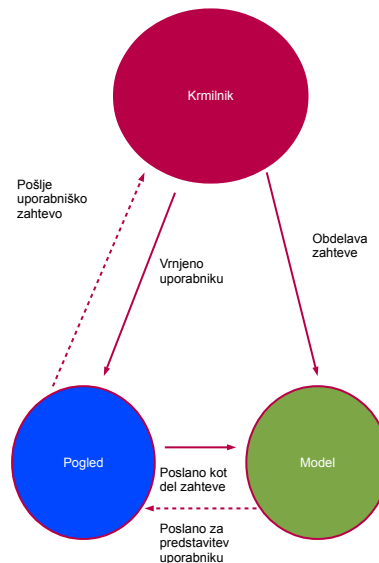 Krmilnik
Pošlje
uporabniško
zahtevo
Vrnjeno
uporabniku
Obdelava
zahteve
Pogled
Poslano kot
del zahteve
Model
Poslano za
predstavitev
uporabniku